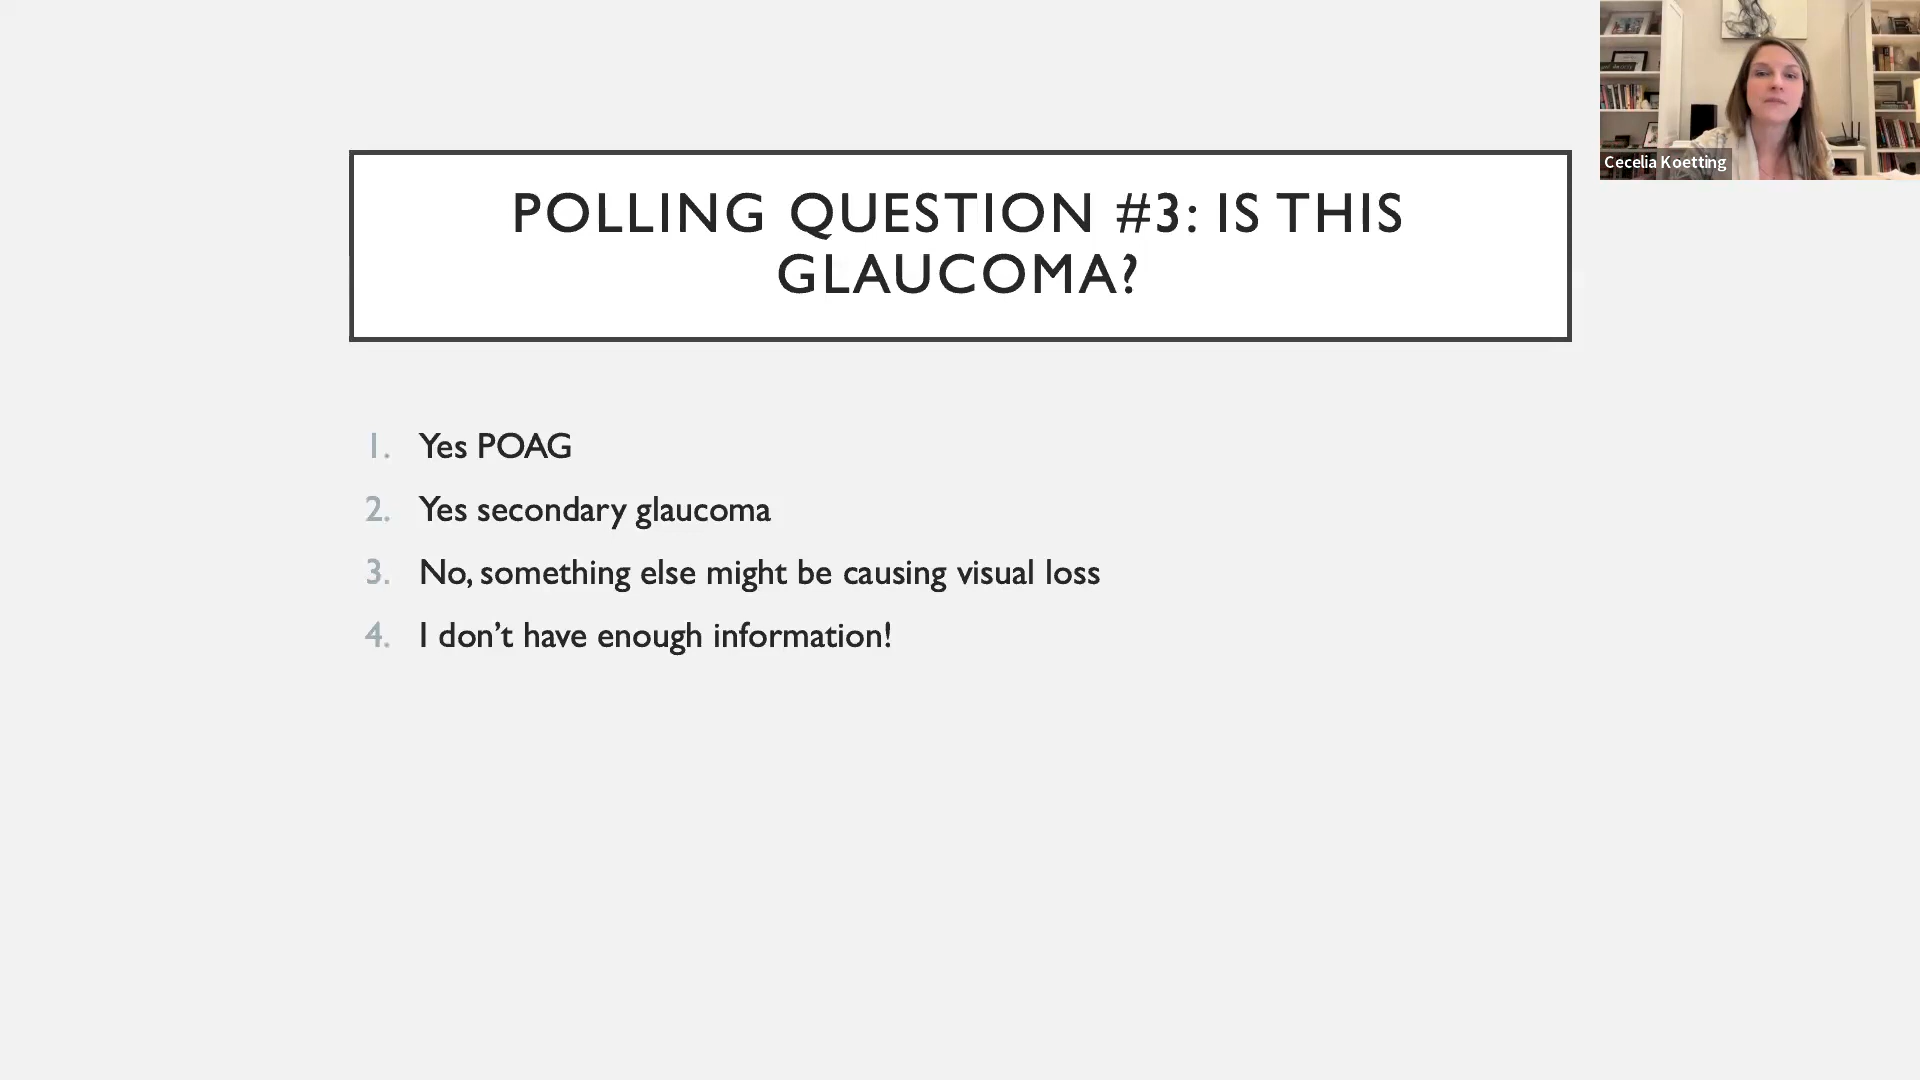 POLLING QUESTION #3: IS THIS
GLAUCOMA?
1. Yes POAG
2. Yes secondary glaucoma
3. No, something else might be causing visual loss
4. I don’t have enough information!
Cecelia Koetting